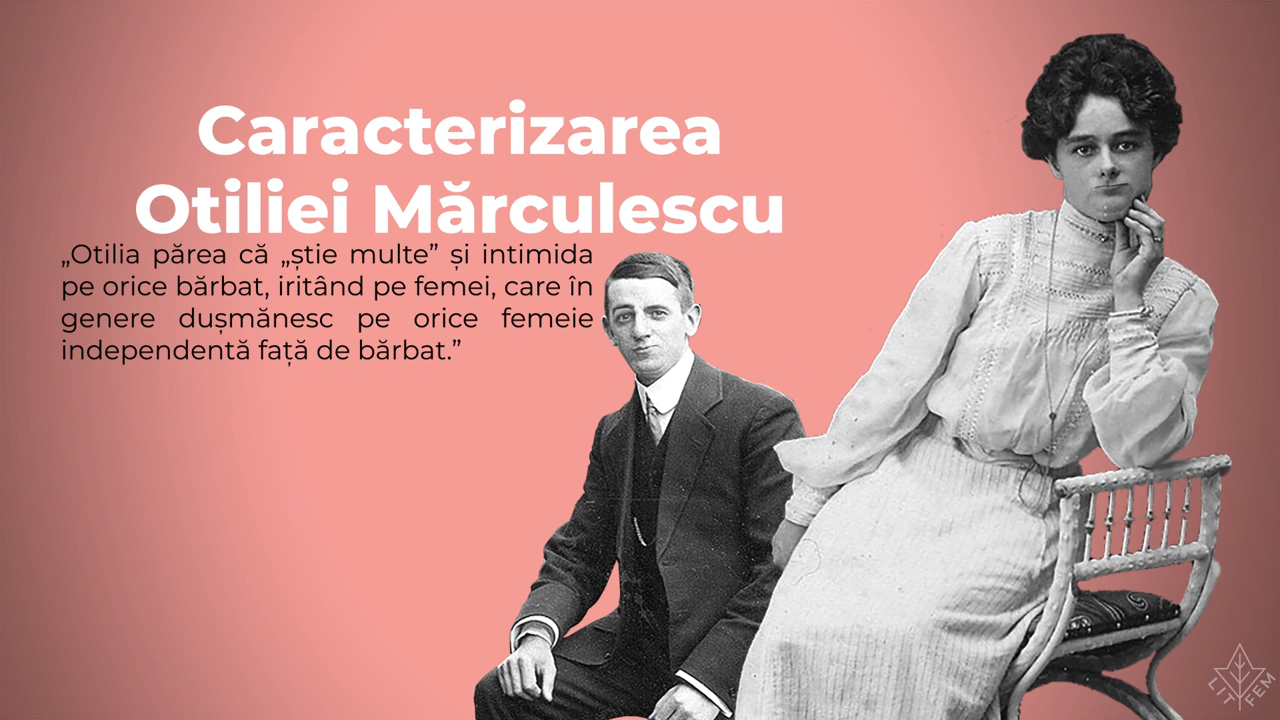 Caracterizarea
Otiliei Mărculescu
„Otilia părea că „știe multe” și intimida
pe orice bărbat, iritând pe femei, care în
genere dușmănesc pe orice femeie
independentă față de bărbat.”
LIT FEM